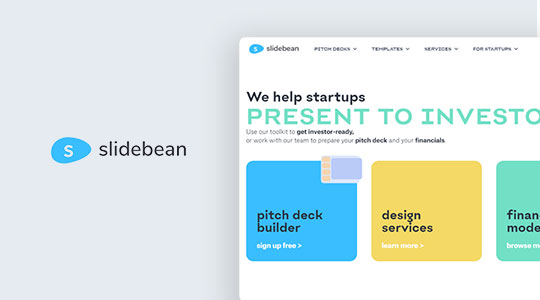 S slidebean
S slidebean PITCH DECKS TEMPLATES SERVICES FOR STARTUPS
We help startups
PRESENT TO INVESTO
Use our toolkit to get investor-ready,
or work with our team to prepare your pitch deck and your financials.
pitch deck
builder
sign up free >
design
services
learn more >
finan
mode
browse m